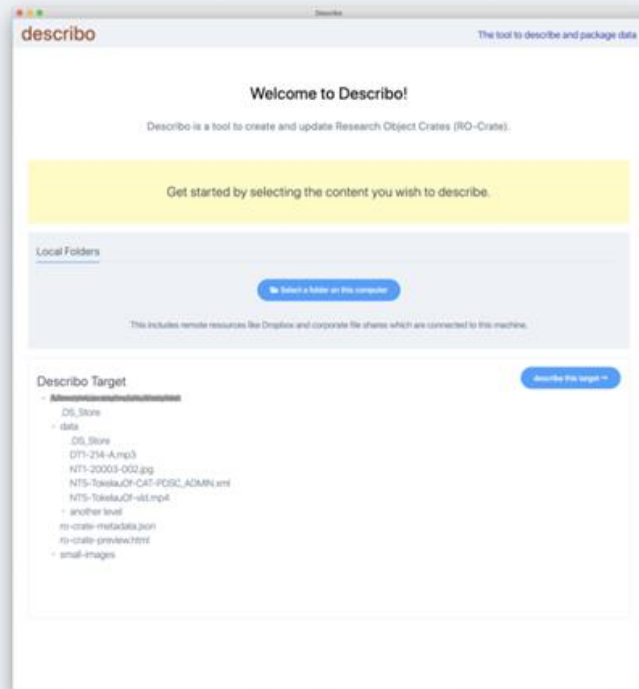 Describo
describo
The tool to describe and package data
Welcome to Describo!
Describo is a tool to create and update Research Object Crates (RO-Crate).
Get started by selecting the content you wish to describe.
Local Folders
Select a folder on this computer
This includes remote resources like Dropbox and corporate file shares which are connected to this machine.
Describo Target
describe this target
.DS_Store
data
.DS_Store
DT1-214-A.mp3
NT1-20003-002.jpg
NT5-TokelauOf-CAT-PDSC_ADMIN.xml
NT5-TokelauOf-vid.mp4
another level
ro-crate-metadata.json
ro-crate-preview.html
small-images